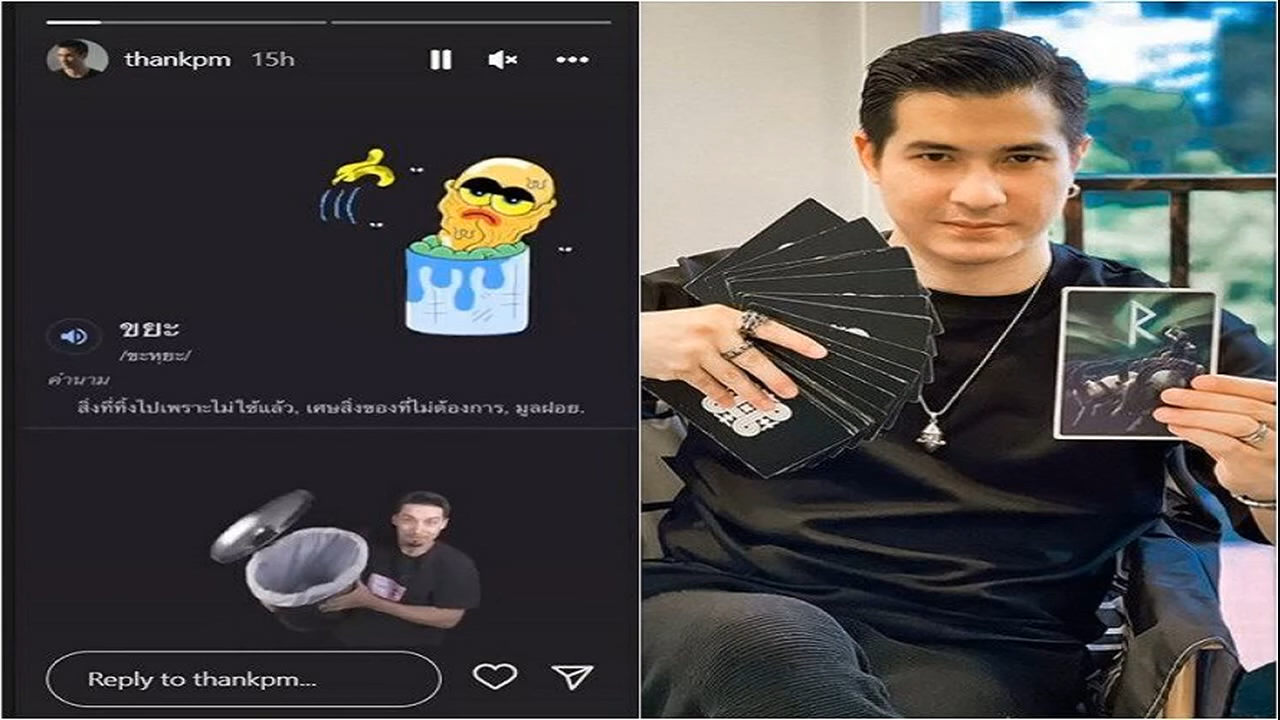 thankpm 15h
ขยะ
/ขะหฺยะ/
คำนาม
สิ่งที่ทิ้งไปเพราะไม่ใช้แล้ว, เศษสิ่งของที่ไม่ต้องการ, มูลฝอย.
Reply to thankpm...